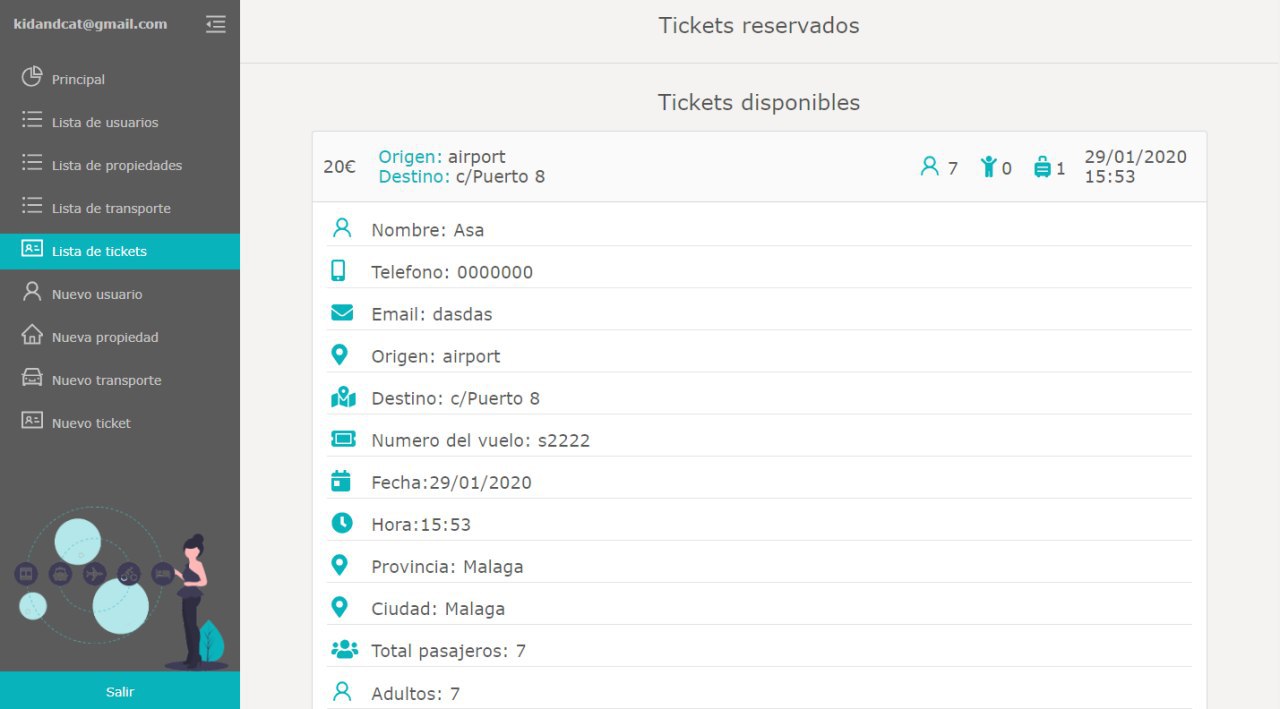 kidandcat@gmail.com
Principal
Lista de usuarios
Lista de propiedades
Lista de transporte
Lista de tickets
Nuevo usuario
Nueva propiedad
Nuevo transporte
Nuevo ticket
Salir
Tickets reservados
Tickets disponibles
20€
Origen: airport
Destino: c/Puerto 8
7
0
1
29/01/2020
15:53
Nombre: Asa
Telefono: 0000000
Email: dasdas
Origen: airport
Destino: c/Puerto 8
Numero del vuelo: s2222
Fecha:29/01/2020
Hora:15:53
Provincia: Malaga
Ciudad: Malaga
Total pasajeros: 7
Adultos: 7